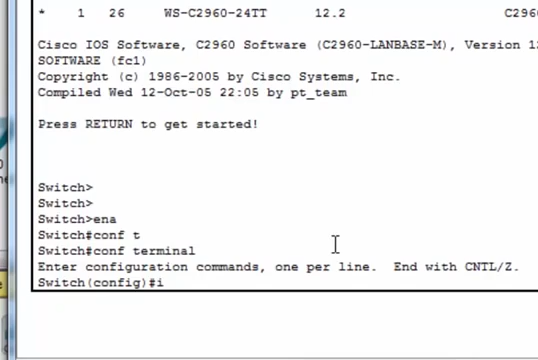 * 1 26 WS-C2960-24TT 12.2 C296
Cisco IOS Software, C2960 Software (C2960-LANBASE-M), Version 1
SOFTWARE (fc1)
Copyright (c) 1986-2005 by Cisco Systems, Inc.
Compiled Wed 12-Oct-05 22:05 by pt_team
Press RETURN to get started!
Switch>
Switch>
Switch>ena
Switch#conf t
Switch#conf terminal
Enter configuration commands, one per line. End with CNTL/Z.
Switch(config)#i